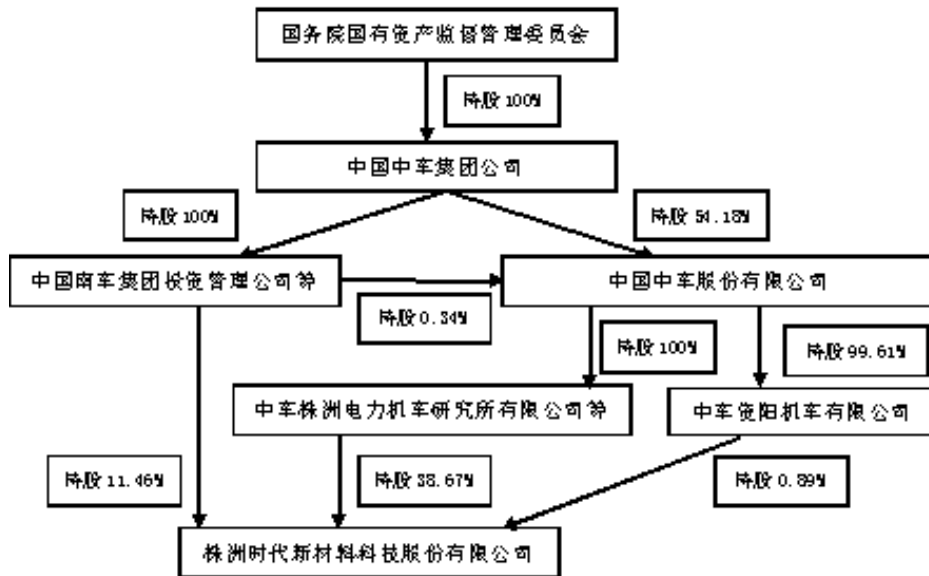 国务院国有资产监督管理委员会
持股 100%
中国中车集团公司
持股 100%
持股 54.18%
中国南车集团投资管理公司等
中国中车股份有限公司
持股 0.34%
持股 100%
持股 99.61%
中车株洲电力机车研究所有限公司等
中车资阳机车有限公司
持股 11.46%
持股 38.67%
持股 0.89%
株洲时代新材料科技股份有限公司